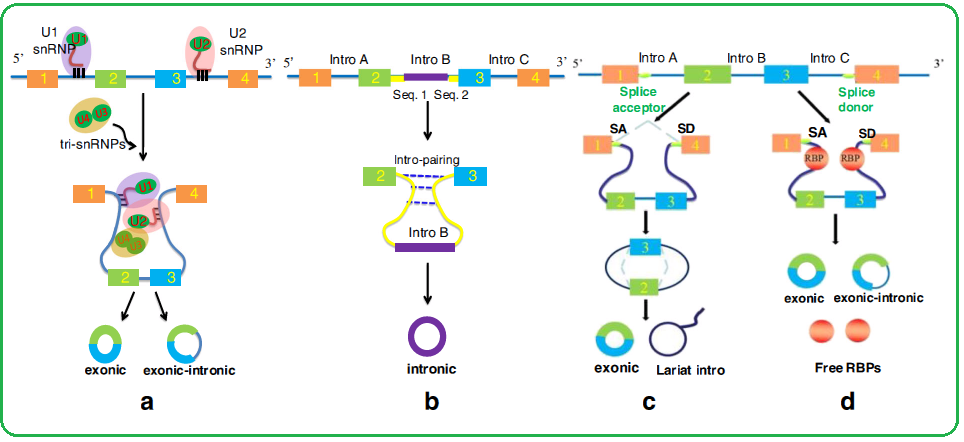 U1
snRNP
U1
U2
U2
snRNP
5’
3’
1
2
3
4
U4
U3
tri-snRNPs
1
4
U1
U2
2
3
exonic
exonic-intronic
a
5’
Intro A
Intro B
Intro C
3’
1
2
3
4
Seq. 1
Seq. 2
Intro-pairing
2
3
Intro B
intronic
b
5’
Intro A
Intro B
Intro C
3’
1
2
3
4
Splice
acceptor
Splice
donor
SA
SD
1
4
2
3
3
2
exonic
Lariat intro
c
SA
SD
1
4
RBP
RBP
2
3
exonic
exonic-intronic
Free RBPs
d